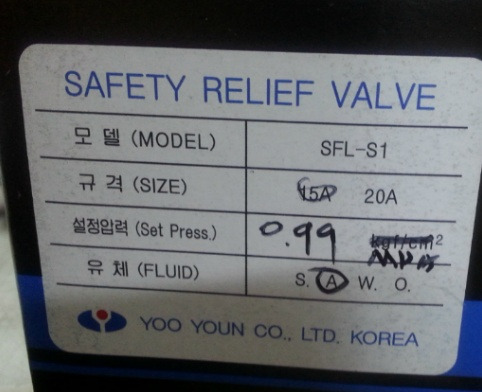 SAFETY RELIEF VALVE
모 델 (MODEL) SFL-S1
규 격 (SIZE) 15A 20A
설정압력 (Set Press.) 0.99 kgf/cm²
유 체 (FLUID) S. A W. O.
YOO YOUN CO., LTD. KOREA